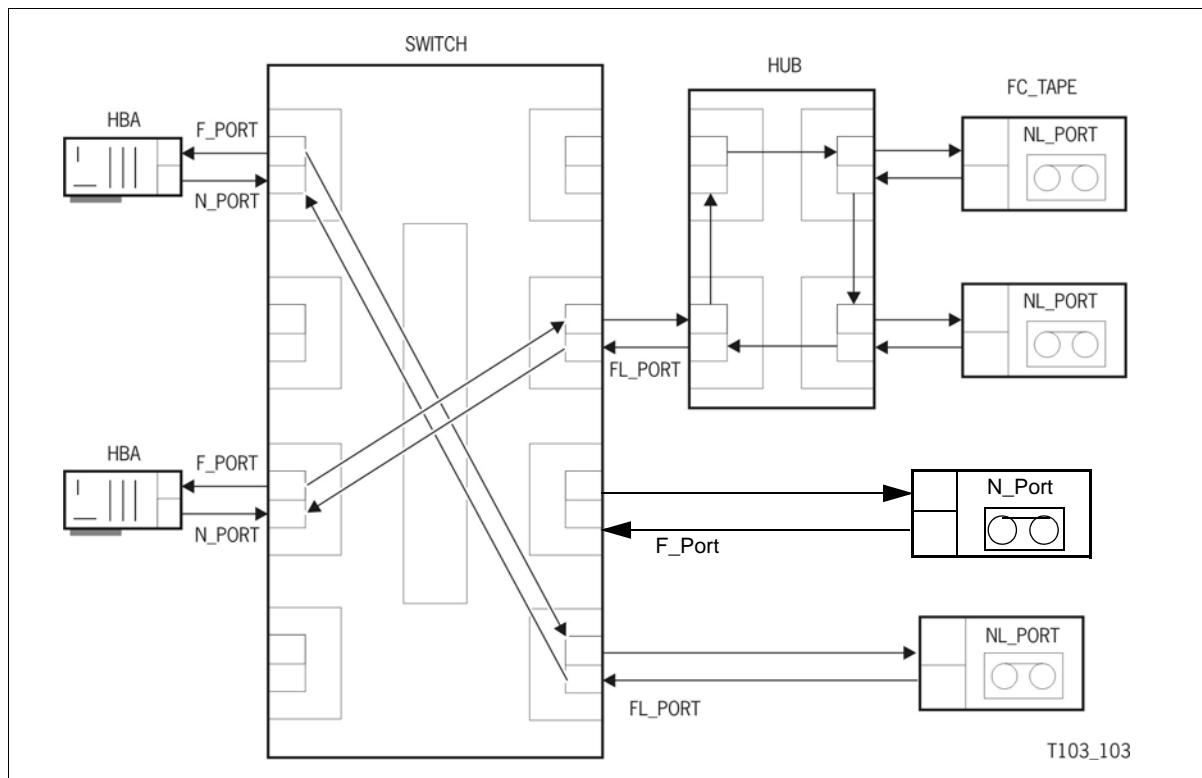 SWITCH
HUB
FC_TAPE
HBA
F_PORT
N_PORT
NL_PORT
NL_PORT
FL_PORT
HBA
F_PORT
N_PORT
N_Port
F_Port
NL_PORT
FL_PORT
T103_103